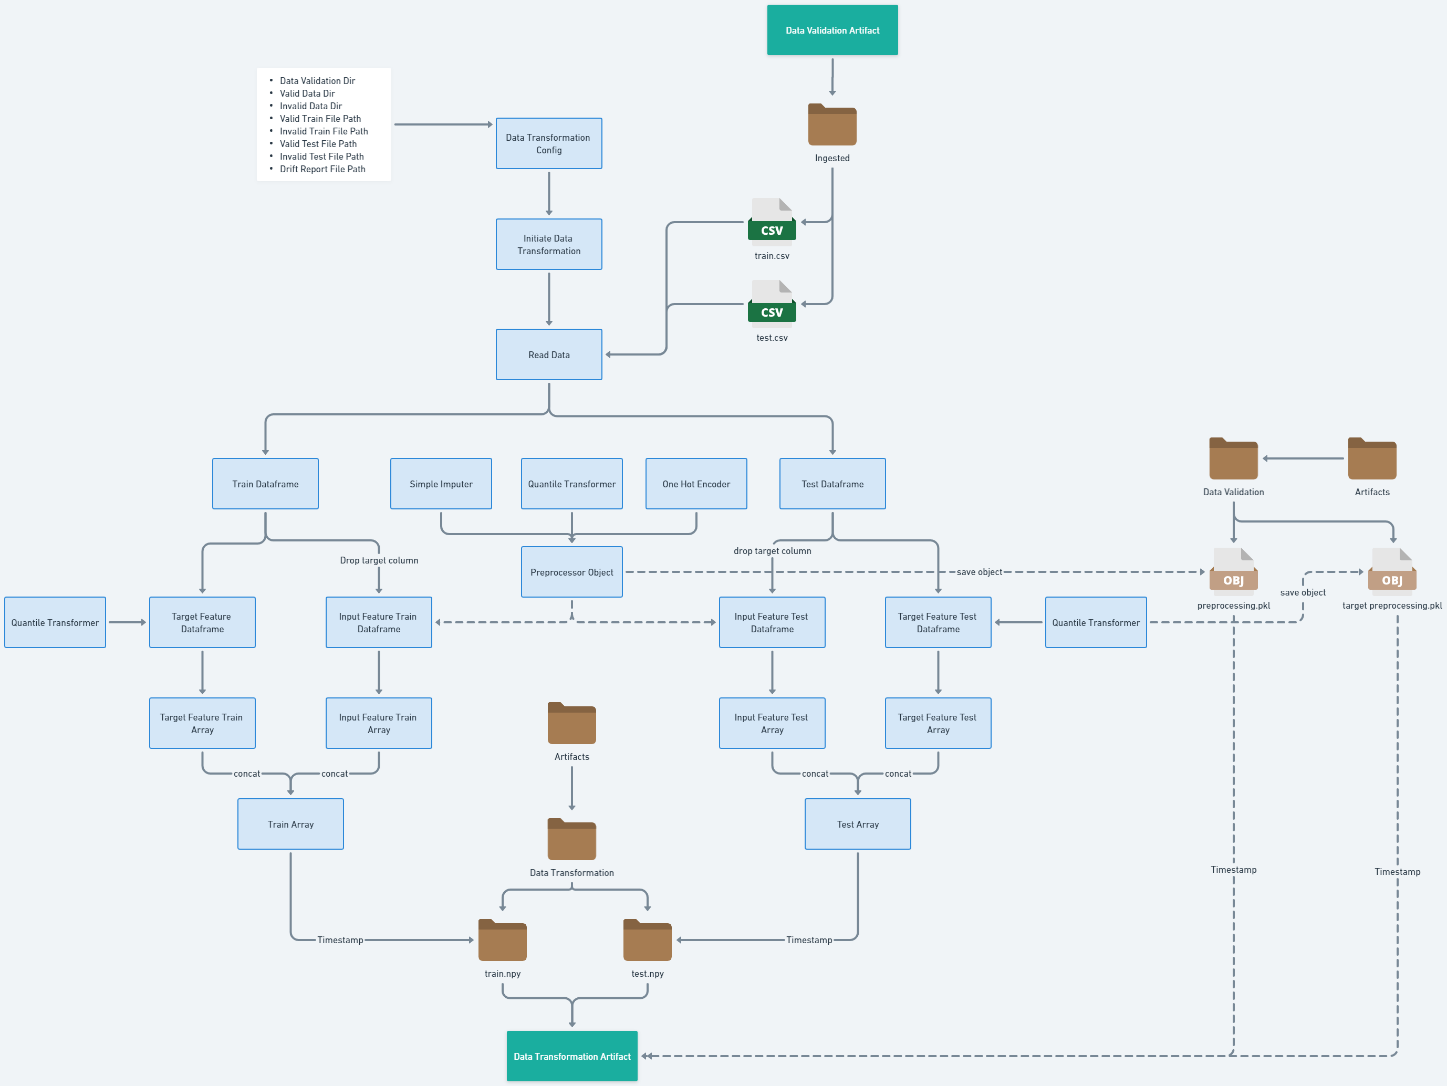 Data Validation Artifact
• Data Validation Dir
• Valid Data Dir
• Invalid Data Dir
• Valid Train File Path
• Invalid Train File Path
• Valid Test File Path
• Invalid Test File Path
• Drift Report File Path
Data Transformation
Config
Ingested
CSV
train.csv
Initiate Data
Transformation
CSV
test.csv
Read Data
Train Dataframe
Simple Imputer
Quantile Transformer
One Hot Encoder
Test Dataframe
Data Validation
Artifacts
Drop target column
drop target column
Preprocessor Object
save object
OBJ
preprocessing.pkl
save object
OBJ
target preprocessing.pkl
Quantile Transformer
Target Feature
Dataframe
Input Feature Train
Dataframe
Input Feature Test
Dataframe
Target Feature Test
Dataframe
Quantile Transformer
Target Feature Train
Array
Input Feature Train
Array
Artifacts
Input Feature Test
Array
Target Feature Test
Array
concat
concat
concat
concat
Train Array
Test Array
Data Transformation
Timestamp
Timestamp
Timestamp
train.npy
test.npy
Timestamp
Data Transformation Artifact